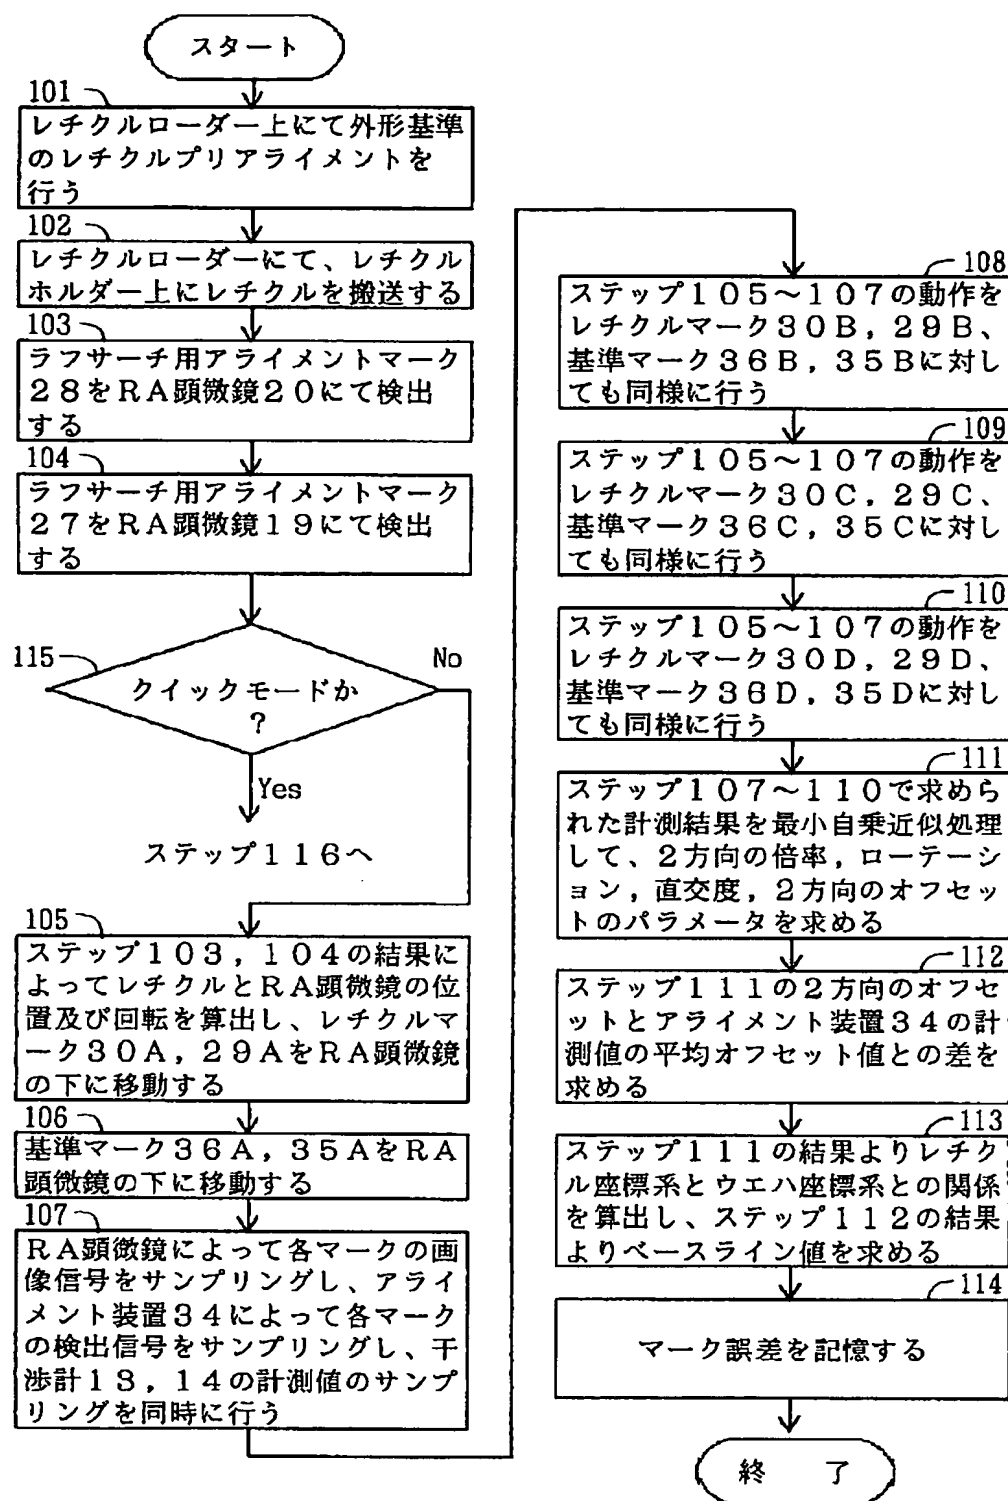 スタート
101
レチクルローダー上にて外形基準
のレチクルプリアライメントを
行う
102
レチクルローダーにて、レチクル
ホルダー上にレチクルを搬送する
103
ラフサーチ用アライメントマーク
28をRA顕微鏡20にて検出
する
104
ラフサーチ用アライメントマーク
27をRA顕微鏡19にて検出
する
115
クイックモードか
?
No
Yes
ステップ116へ
105
ステップ103,104の結果に
よってレチクルとRA顕微鏡の位
置及び回転を算出し、レチクルマ
ーク30A,29AをRA顕微鏡
の下に移動する
106
基準マーク36A,35AをRA
顕微鏡の下に移動する
107
RA顕微鏡によって各マークの画
像信号をサンプリングし、アライ
メント装置34によって各マーク
の検出信号をサンプリングし、干
渉計13,14の計測値のサンプ
リングを同時に行う
108
ステップ105~107の動作を
レチクルマーク30B,29B、
基準マーク36B,35Bに対し
ても同様に行う
109
ステップ105~107の動作を
レチクルマーク30C,29C、
基準マーク36C,35Cに対し
ても同様に行う
110
ステップ105~107の動作を
レチクルマーク30D,29D、
基準マーク36D,35Dに対し
ても同様に行う
111
ステップ107~110で求めら
れた計測結果を最小自乗近似処理
して、2方向の倍率,ローテーシ
ョン,直交度,2方向のオフセッ
トのパラメータを求める
112
ステップ111の2方向のオフセ
ットとアライメント装置34の計
測値の平均オフセット値との差を
求める
113
ステップ111の結果よりレチク
ル座標系とウエハ座標系との関係
を算出し、ステップ112の結果
よりベースライン値を求める
114
マーク誤差を記憶する
終 了